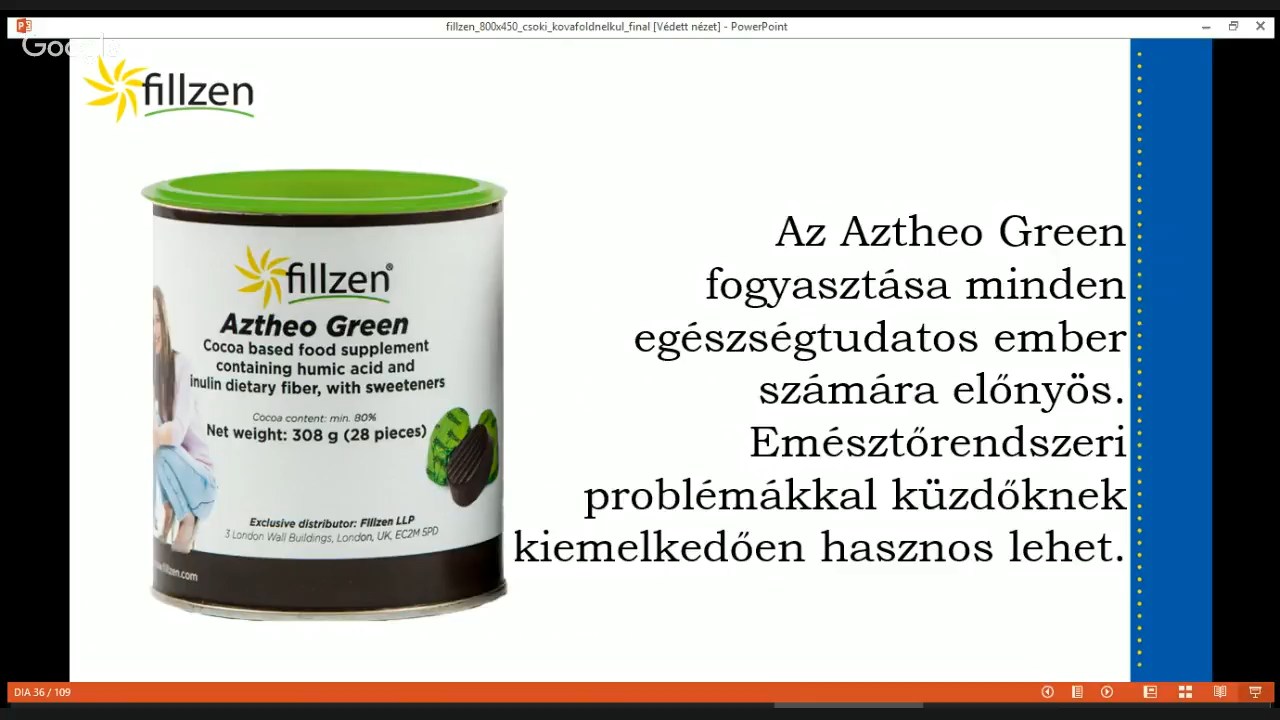 fillzen_800x450_csoki_kovafoldnelkul_final [Védett nézet] - PowerPoint
Google
fillzen
fillzen®
Aztheo Green
Cocoa based food supplement
containing humic acid and
inulin dietary fiber, with sweeteners
Cocoa content: min. 80%
Net weight: 308 g (28 pieces)
Exclusive distributor: Fillzen LLP
3 London Wall Buildings, London, UK, EC2M 5PD
Az Aztheo Green
fogyasztása minden
egészségtudatos ember
számára előnyös.
Emésztőrendszeri
problémákkal küzdőknek
kiemelkedően hasznos lehet.
DIA 36 / 109